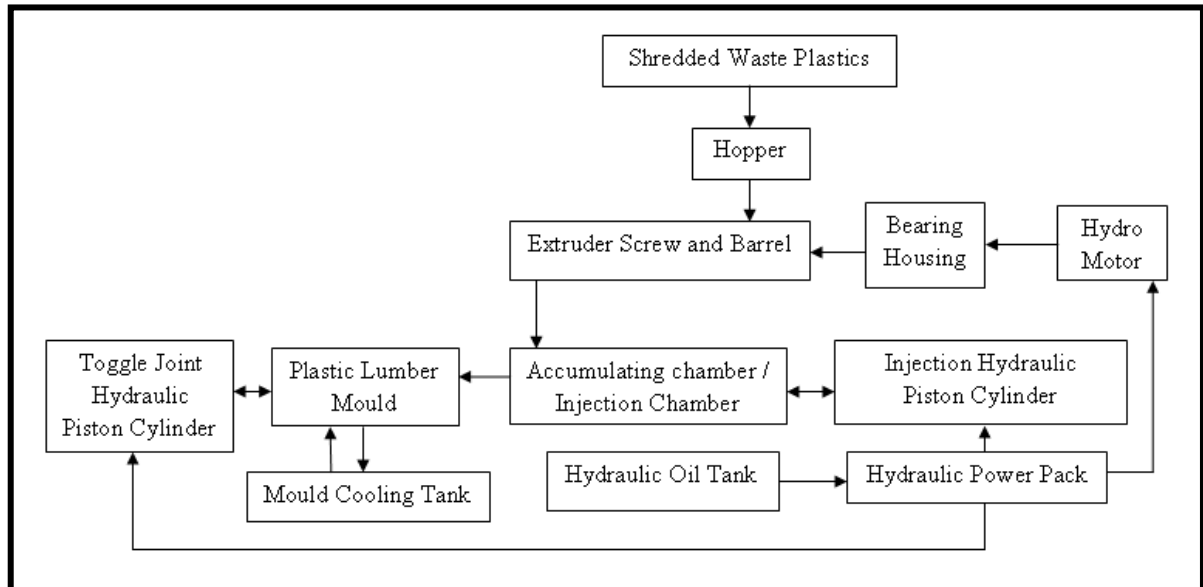 Shredded Waste Plastics
Hopper
Extruder Screw and Barrel
Bearing
Housing
Hydro
Motor
Toggle Joint
Hydraulic
Piston Cylinder
Plastic Lumber
Mould
Accumulating chamber /
Injection Chamber
Injection Hydraulic
Piston Cylinder
Mould Cooling Tank
Hydraulic Oil Tank
Hydraulic Power Pack